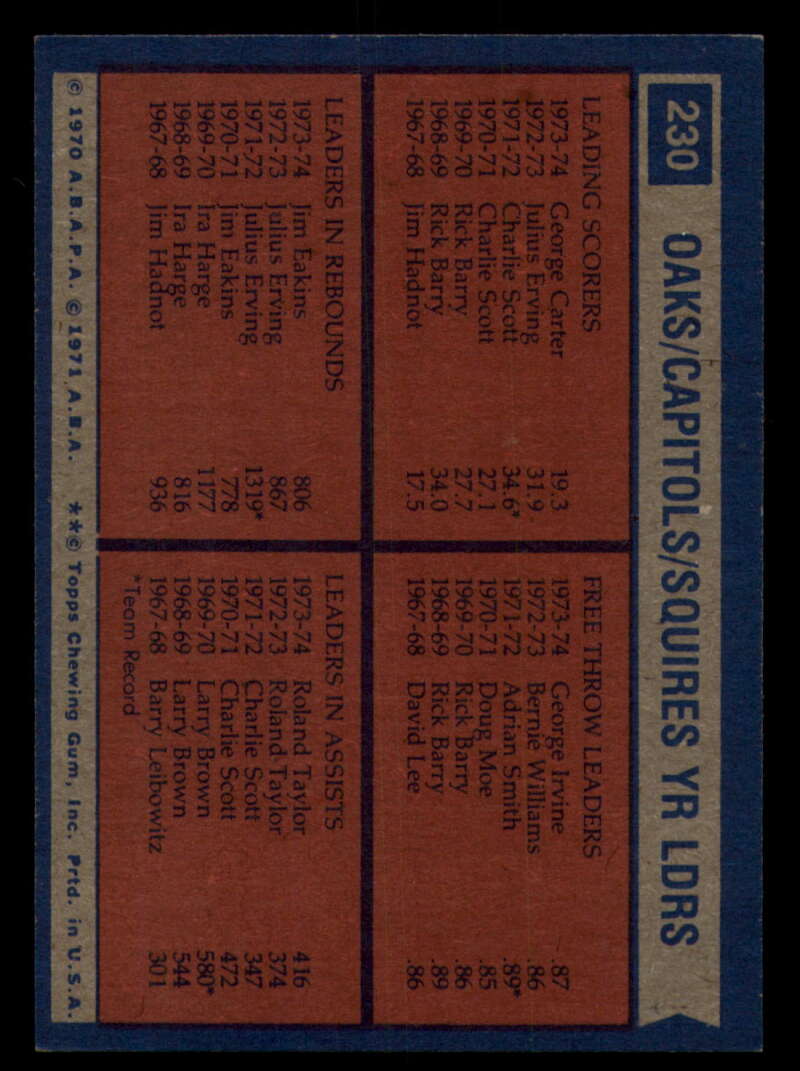 230 OAKS/CAPITOLS/SQUIRES YR LDRS
LEADING SCORERS
1973-74 George Carter 19.3
1972-73 Julius Erving 31.9
1971-72 Charlie Scott 34.6*
1970-71 Charlie Scott 27.1
1969-70 Rick Barry 27.7
1968-69 Rick Barry 34.0
1967-68 Jim Hadnot 17.5
FREE THROW LEADERS
1973-74 George Irvine .87
1972-73 Bernie Williams .86
1971-72 Adrian Smith .89*
1970-71 Doug Moe .85
1969-70 Rick Barry .86
1968-69 Rick Barry .89
1967-68 David Lee .86
LEADERS IN REBOUNDS
1973-74 Jim Eakins 806
1972-73 Julius Erving 867
1971-72 Julius Erving 1319*
1970-71 Jim Eakins 778
1969-70 Ira Harge 1177
1968-69 Ira Harge 816
1967-68 Jim Hadnot 936
LEADERS IN ASSISTS
1973-74 Roland Taylor 416
1972-73 Roland Taylor 374
1971-72 Charlie Scott 347
1970-71 Charlie Scott 472
1969-70 Larry Brown 580*
1968-69 Larry Brown 544
1967-68 Barry Leibowitz 301
*Team Record
© 1970 A.B.A.P.A. © 1971 A.B.A. **© Topps Chewing Gum, Inc. Prtd. in U.S.A.